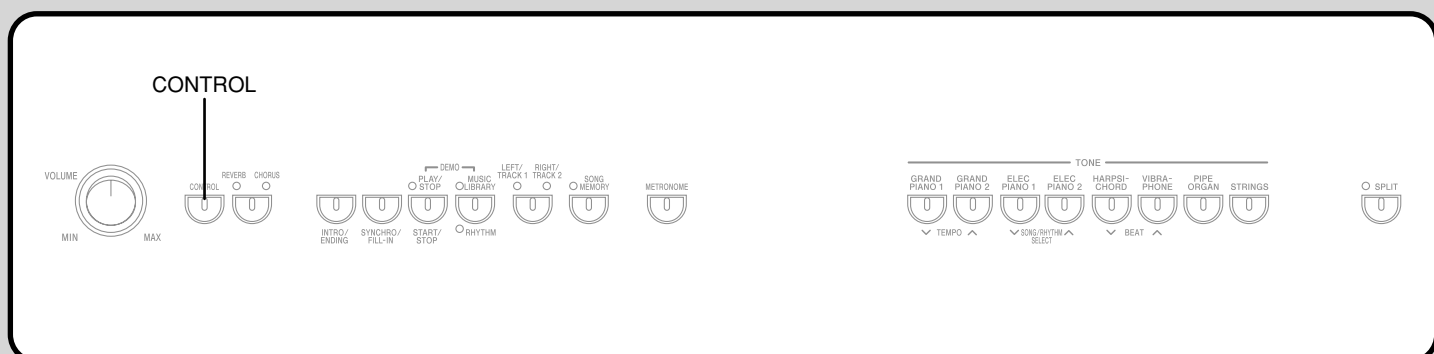 CONTROL
VOLUME
MIN
MAX
CONTROL
REVERB
CHORUS
INTRO/
ENDING
SYNCHRO/
FILL-IN
DEMO
PLAY/
STOP
START/
STOP
MUSIC
LIBRARY
RHYTHM
LEFT/
TRACK 1
RIGHT/
TRACK 2
SONG
MEMORY
METRONOME
TONE
GRAND
PIANO 1
GRAND
PIANO 2
ELEC
PIANO 1
ELEC
PIANO 2
HARPSI-
CHORD
VIBRA-
PHONE
PIPE
ORGAN
STRINGS
TEMPO
SONG/RHYTHM
SELECT
BEAT
SPLIT